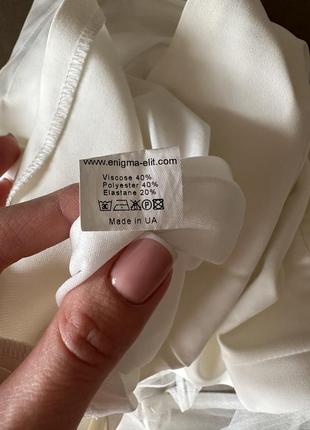 www.enigma-elit.com
Viscose 40%
Polyester 40%
Elastane 20%
Made in UA